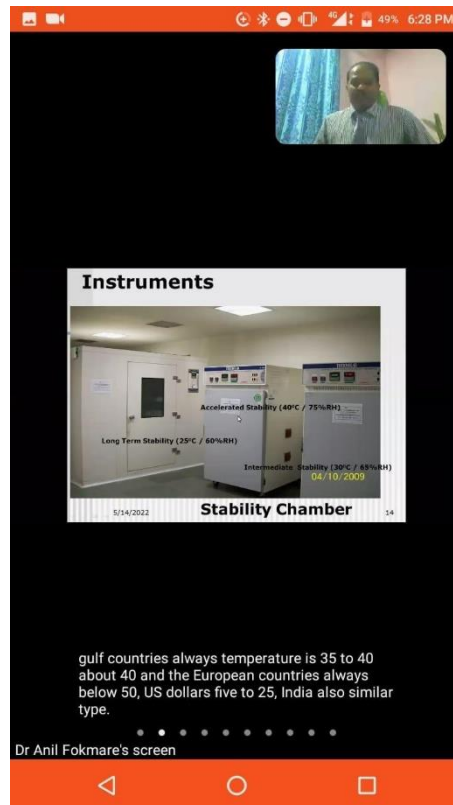 4G 49% 6:28 PM
Instruments
Accelerated Stability (40°C / 75%RH)
Long Term Stability (25°C / 60%RH)
Intermediate Stability (30°C / 65%RH)
04/10/2009
5/14/2022
Stability Chamber
14
gulf countries always temperature is 35 to 40
about 40 and the European countries always
below 50, US dollars five to 25, India also similar
type.
Dr Anil Fokmare's screen